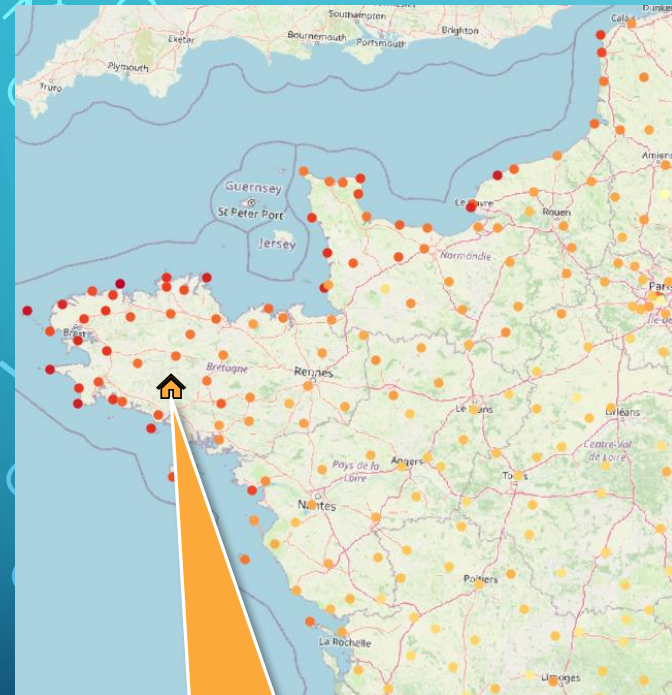 Southampton
Exeter
Bournemouth
Portsmouth
Brighton
Plymouth
Truro
Amiens
Guernsey
St Peter Port
Le Havre
Rouen
Jersey
Normandie
Brest
Bretagne
Rennes
Le Mans
Orléans
Centre-Val
de Loire
Pays de la
Loire
Angers
Tours
Nantes
Poitiers
La Rochelle
Limoges